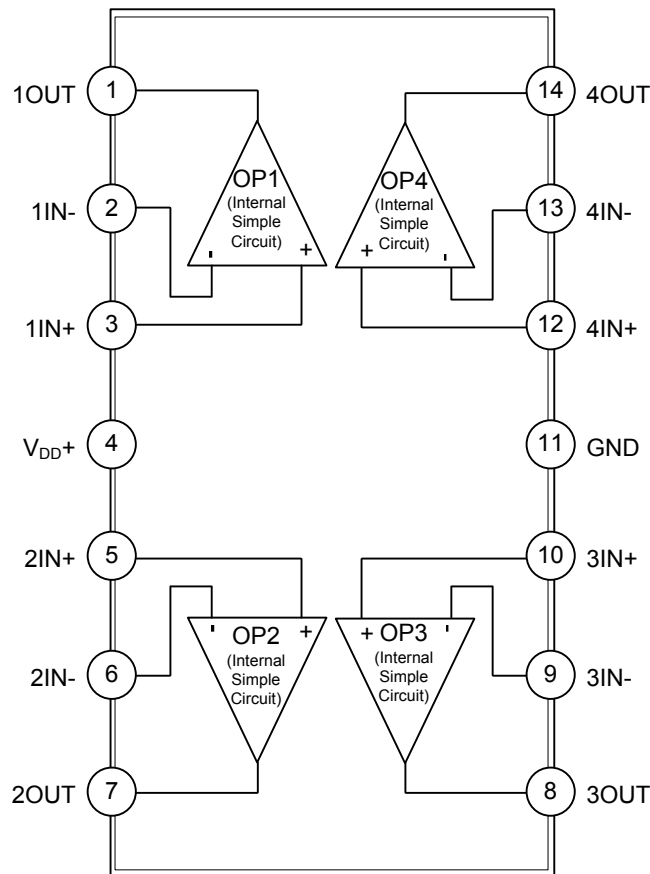 1OUT 1 14 4OUT
OP1 OP4
(Internal (Internal
Simple Simple
Circuit) Circuit)
1IN- 2 13 4IN-
- + + -
1IN+ 3 12 4IN+
VDD+ 4 11 GND
2IN+ 5 10 3IN+
- + + -
OP2 OP3
(Internal (Internal
Simple Simple
Circuit) Circuit)
2IN- 6 9 3IN-
2OUT 7 8 3OUT